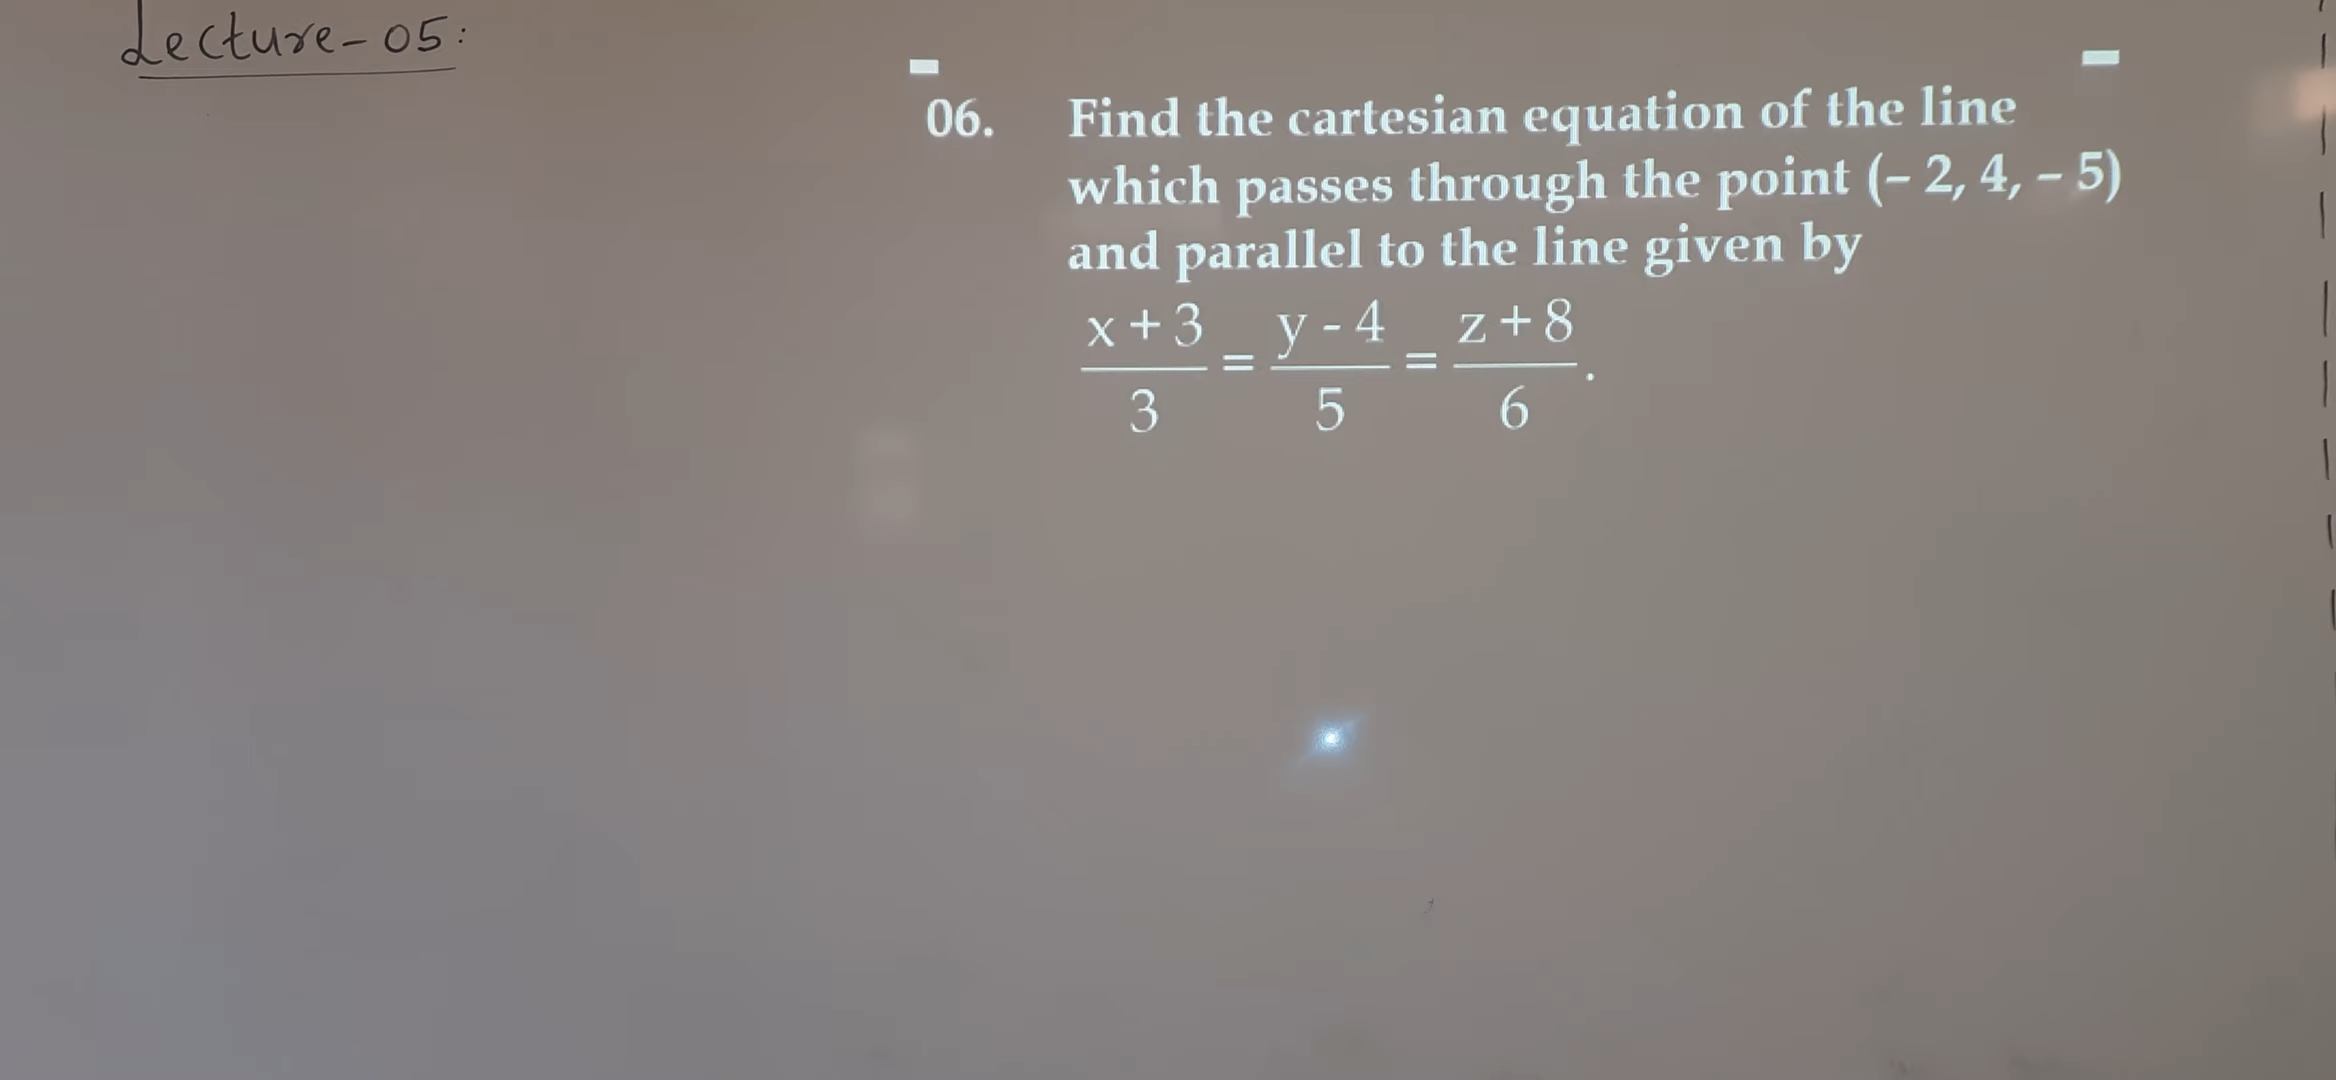 Lecture-05:
06. Find the cartesian equation of the line
which passes through the point (– 2, 4, – 5)
and parallel to the line given by
x + 3 / 3 = y - 4 / 5 = z + 8 / 6 .